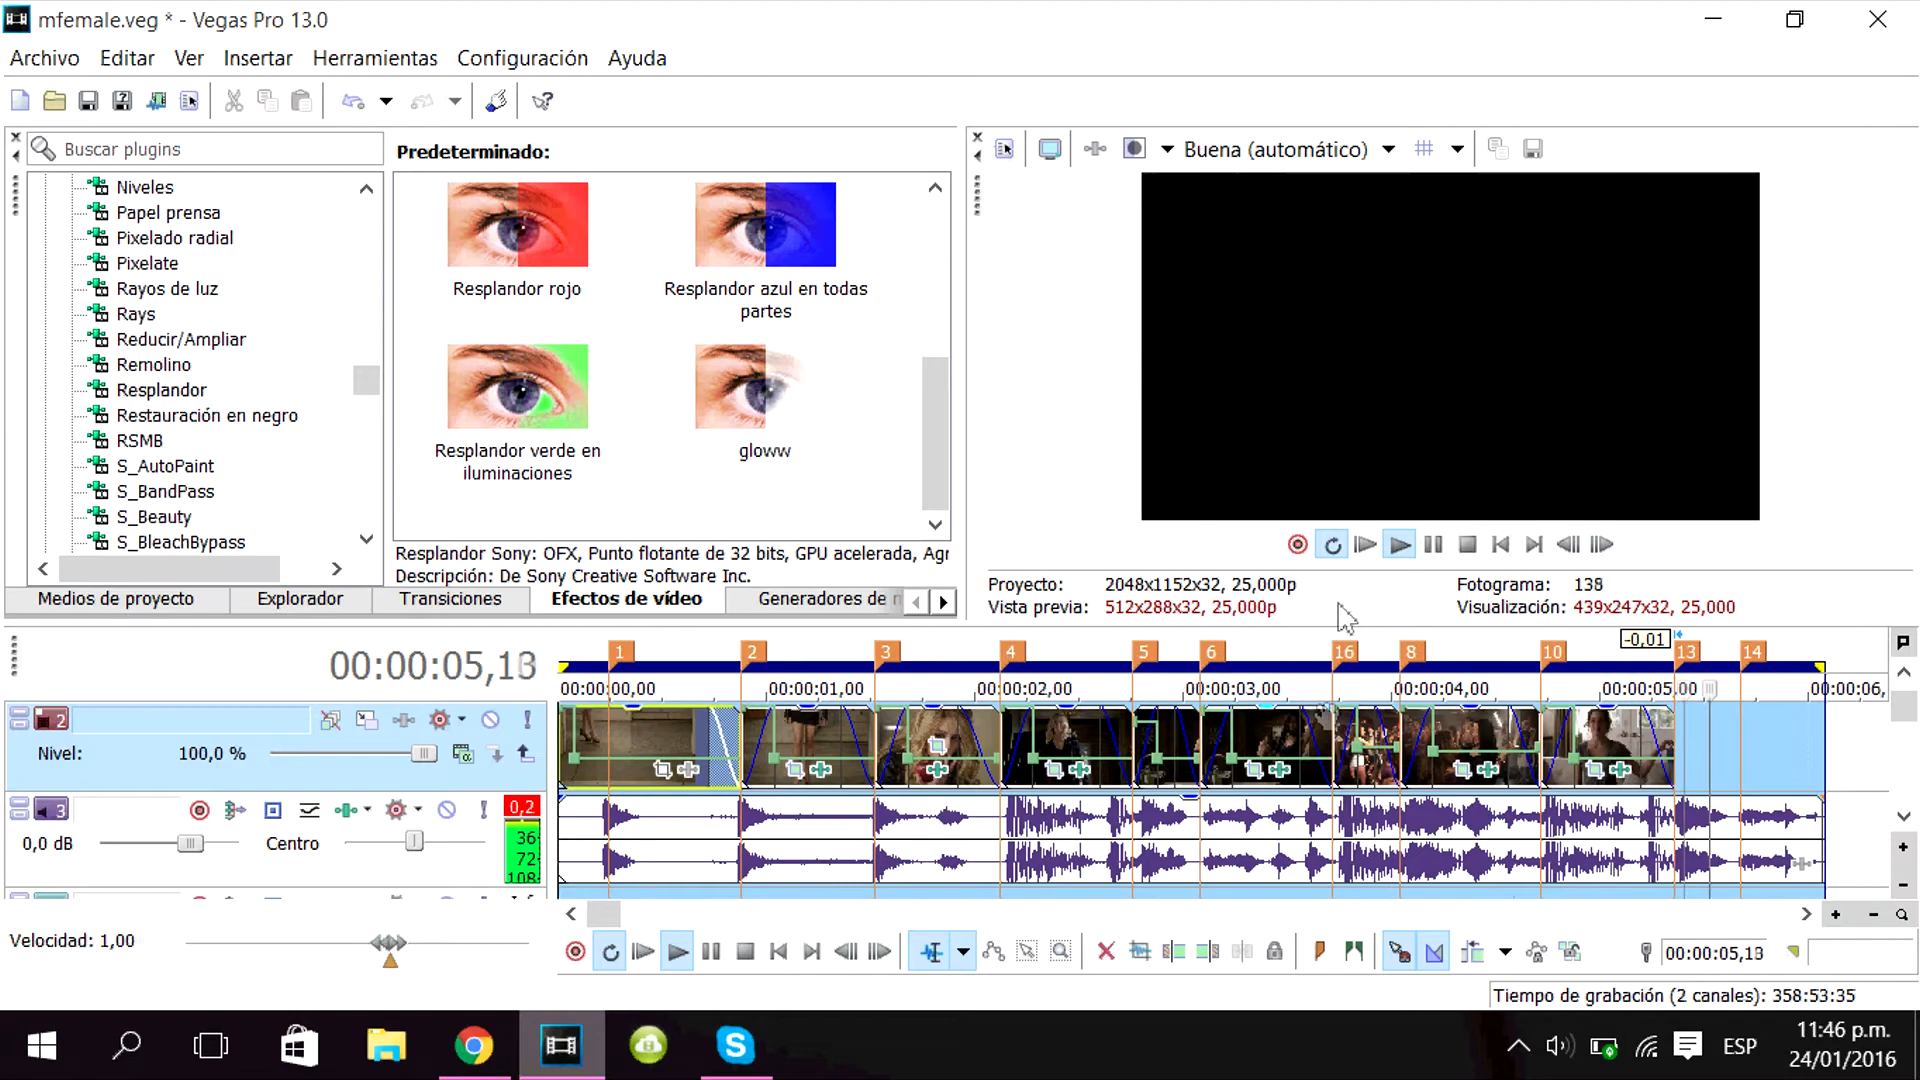 mfemale.veg * - Vegas Pro 13.0
Archivo Editar Ver Insertar Herramientas Configuración Ayuda
Buscar plugins
Niveles
Papel prensa
Pixelado radial
Pixelate
Rayos de luz
Rays
Reducir/Ampliar
Remolino
Resplandor
Restauración en negro
RSMB
S_AutoPaint
S_BandPass
S_Beauty
S_BleachBypass
Predeterminado:
Resplandor rojo
Resplandor azul en todas
partes
Resplandor verde en
iluminaciones
gloww
Resplandor Sony: OFX, Punto flotante de 32 bits, GPU acelerada, Agr
Descripción: De Sony Creative Software Inc.
Medios de proyecto Explorador Transiciones Efectos de vídeo Generadores de
Buena (automático)
Proyecto: 2048x1152x32, 25,000p Fotograma: 138
Vista previa: 512x288x32, 25,000p Visualización: 439x247x32, 25,000
00:00:05,13
-0,01
1 2 3 4 5 6 16 8 10 13 14
00:00:00,00 00:00:01,00 00:00:02,00 00:00:03,00 00:00:04,00 00:00:05,00 00:00:06,
2
Nivel: 100,0 %
3
0,0 dB Centro
0,2
36
72
108
Velocidad: 1,00
00:00:05,13
Tiempo de grabación (2 canales): 358:53:35
ESP
11:46 p.m.
24/01/2016